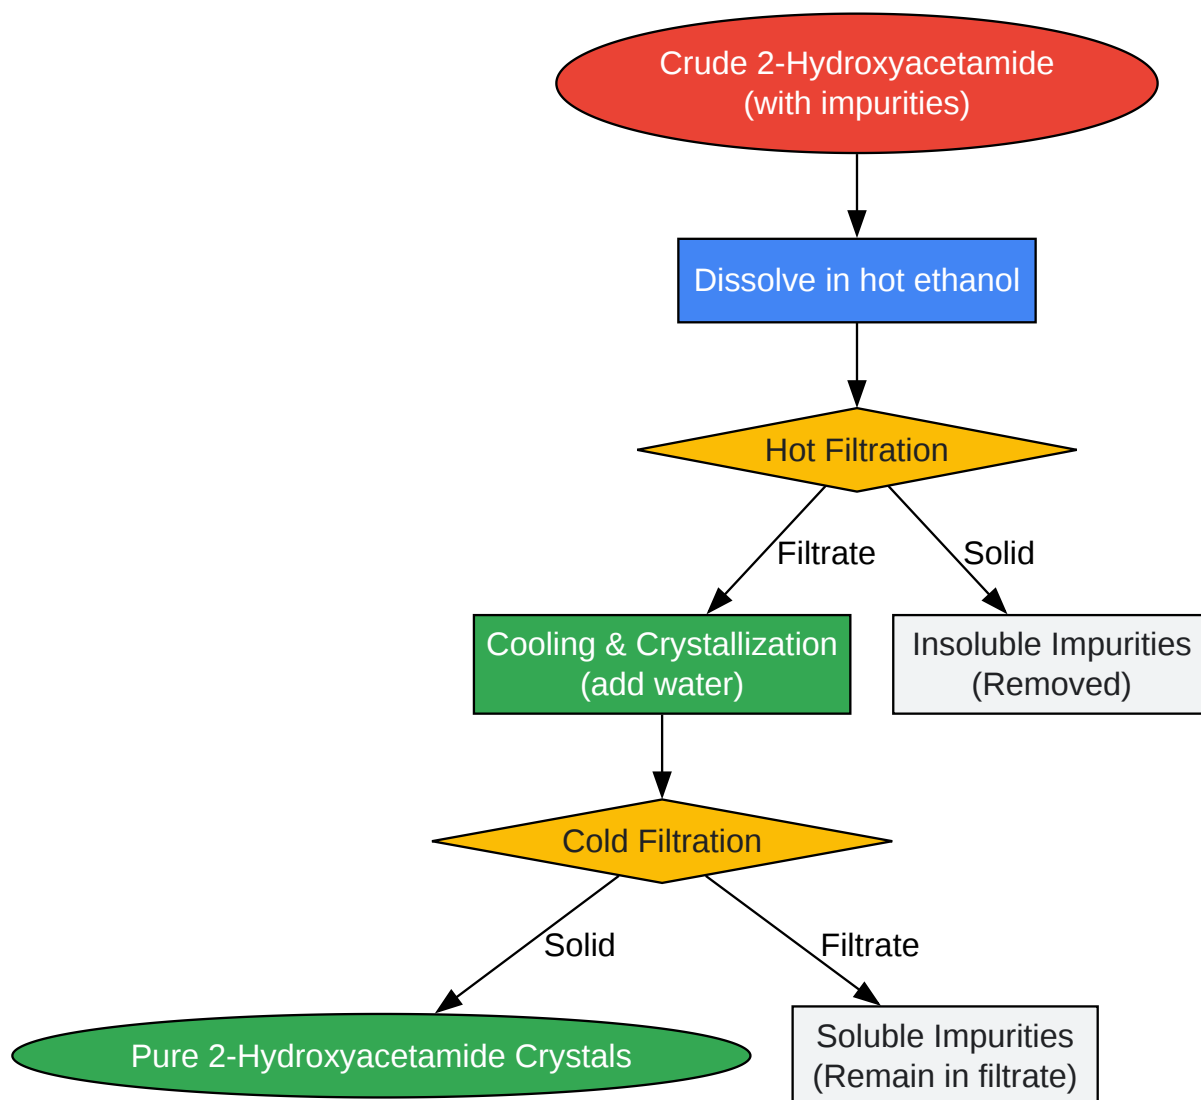 Crude 2-Hydroxyacetamide
(with impurities)
Dissolve in hot ethanol
Hot Filtration
Filtrate
Solid
Cooling & Crystallization
(add water)
Insoluble Impurities
(Removed)
Cold Filtration
Solid
Filtrate
Pure 2-Hydroxyacetamide Crystals
Soluble Impurities
(Remain in filtrate)